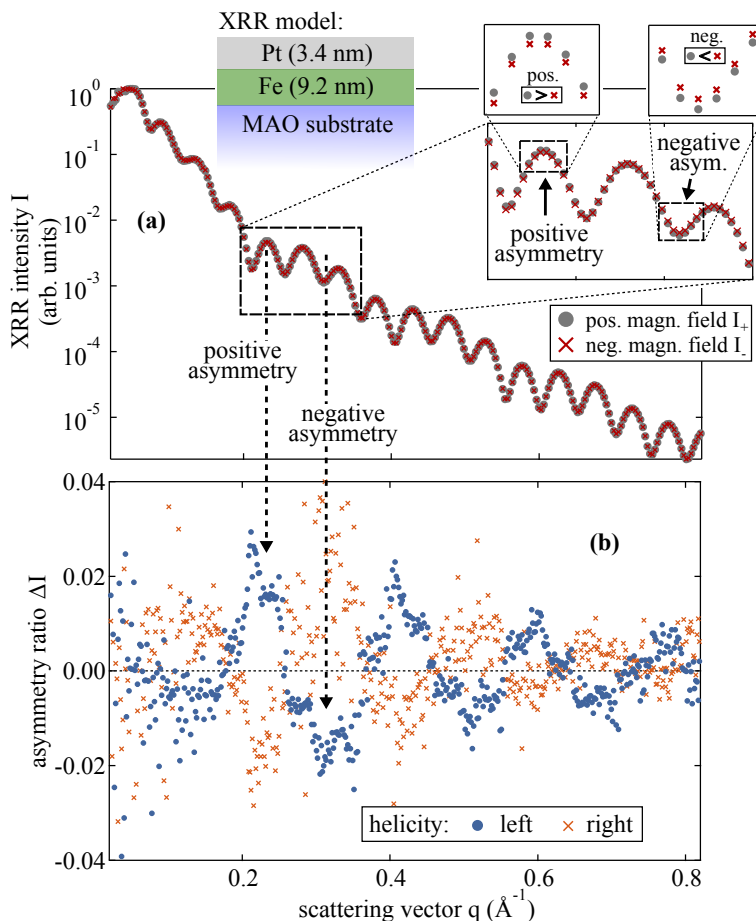 XRR model:
Pt (3.4 nm)
Fe (9.2 nm)
MAO substrate
pos.
>
neg.
<
negative
asym.
positive
asymmetry
(a)
XRR intensity I
(arb. units)
10⁰
10⁻¹
10⁻²
10⁻³
10⁻⁴
10⁻⁵
pos. magn. field I₊
neg. magn. field I₋
positive
asymmetry
negative
asymmetry
(b)
asymmetry ratio ΔI
0.04
0.02
0.00
-0.02
-0.04
helicity: left right
0.2 0.4 0.6 0.8
scattering vector q (Å⁻¹)